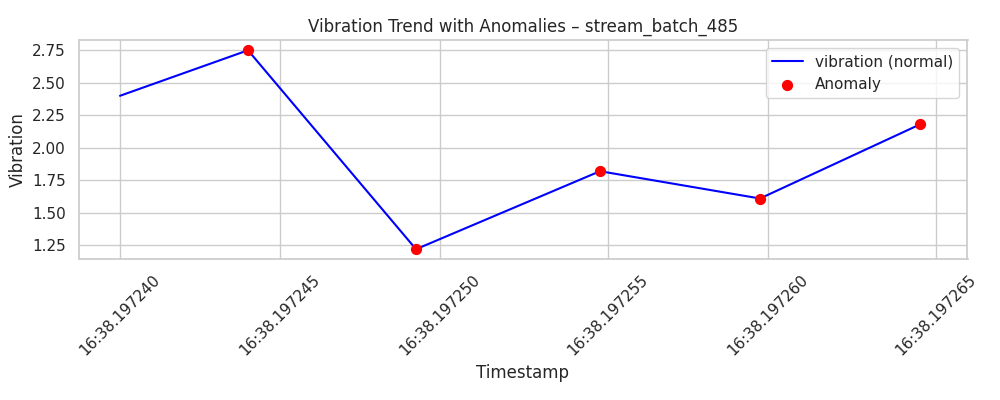 Vibration Trend with Anomalies – stream_batch_485
vibration (normal)
Anomaly
Vibration
2.75
2.50
2.25
2.00
1.75
1.50
1.25
16:38.197240
16:38.197245
16:38.197250
16:38.197255
16:38.197260
16:38.197265
Timestamp